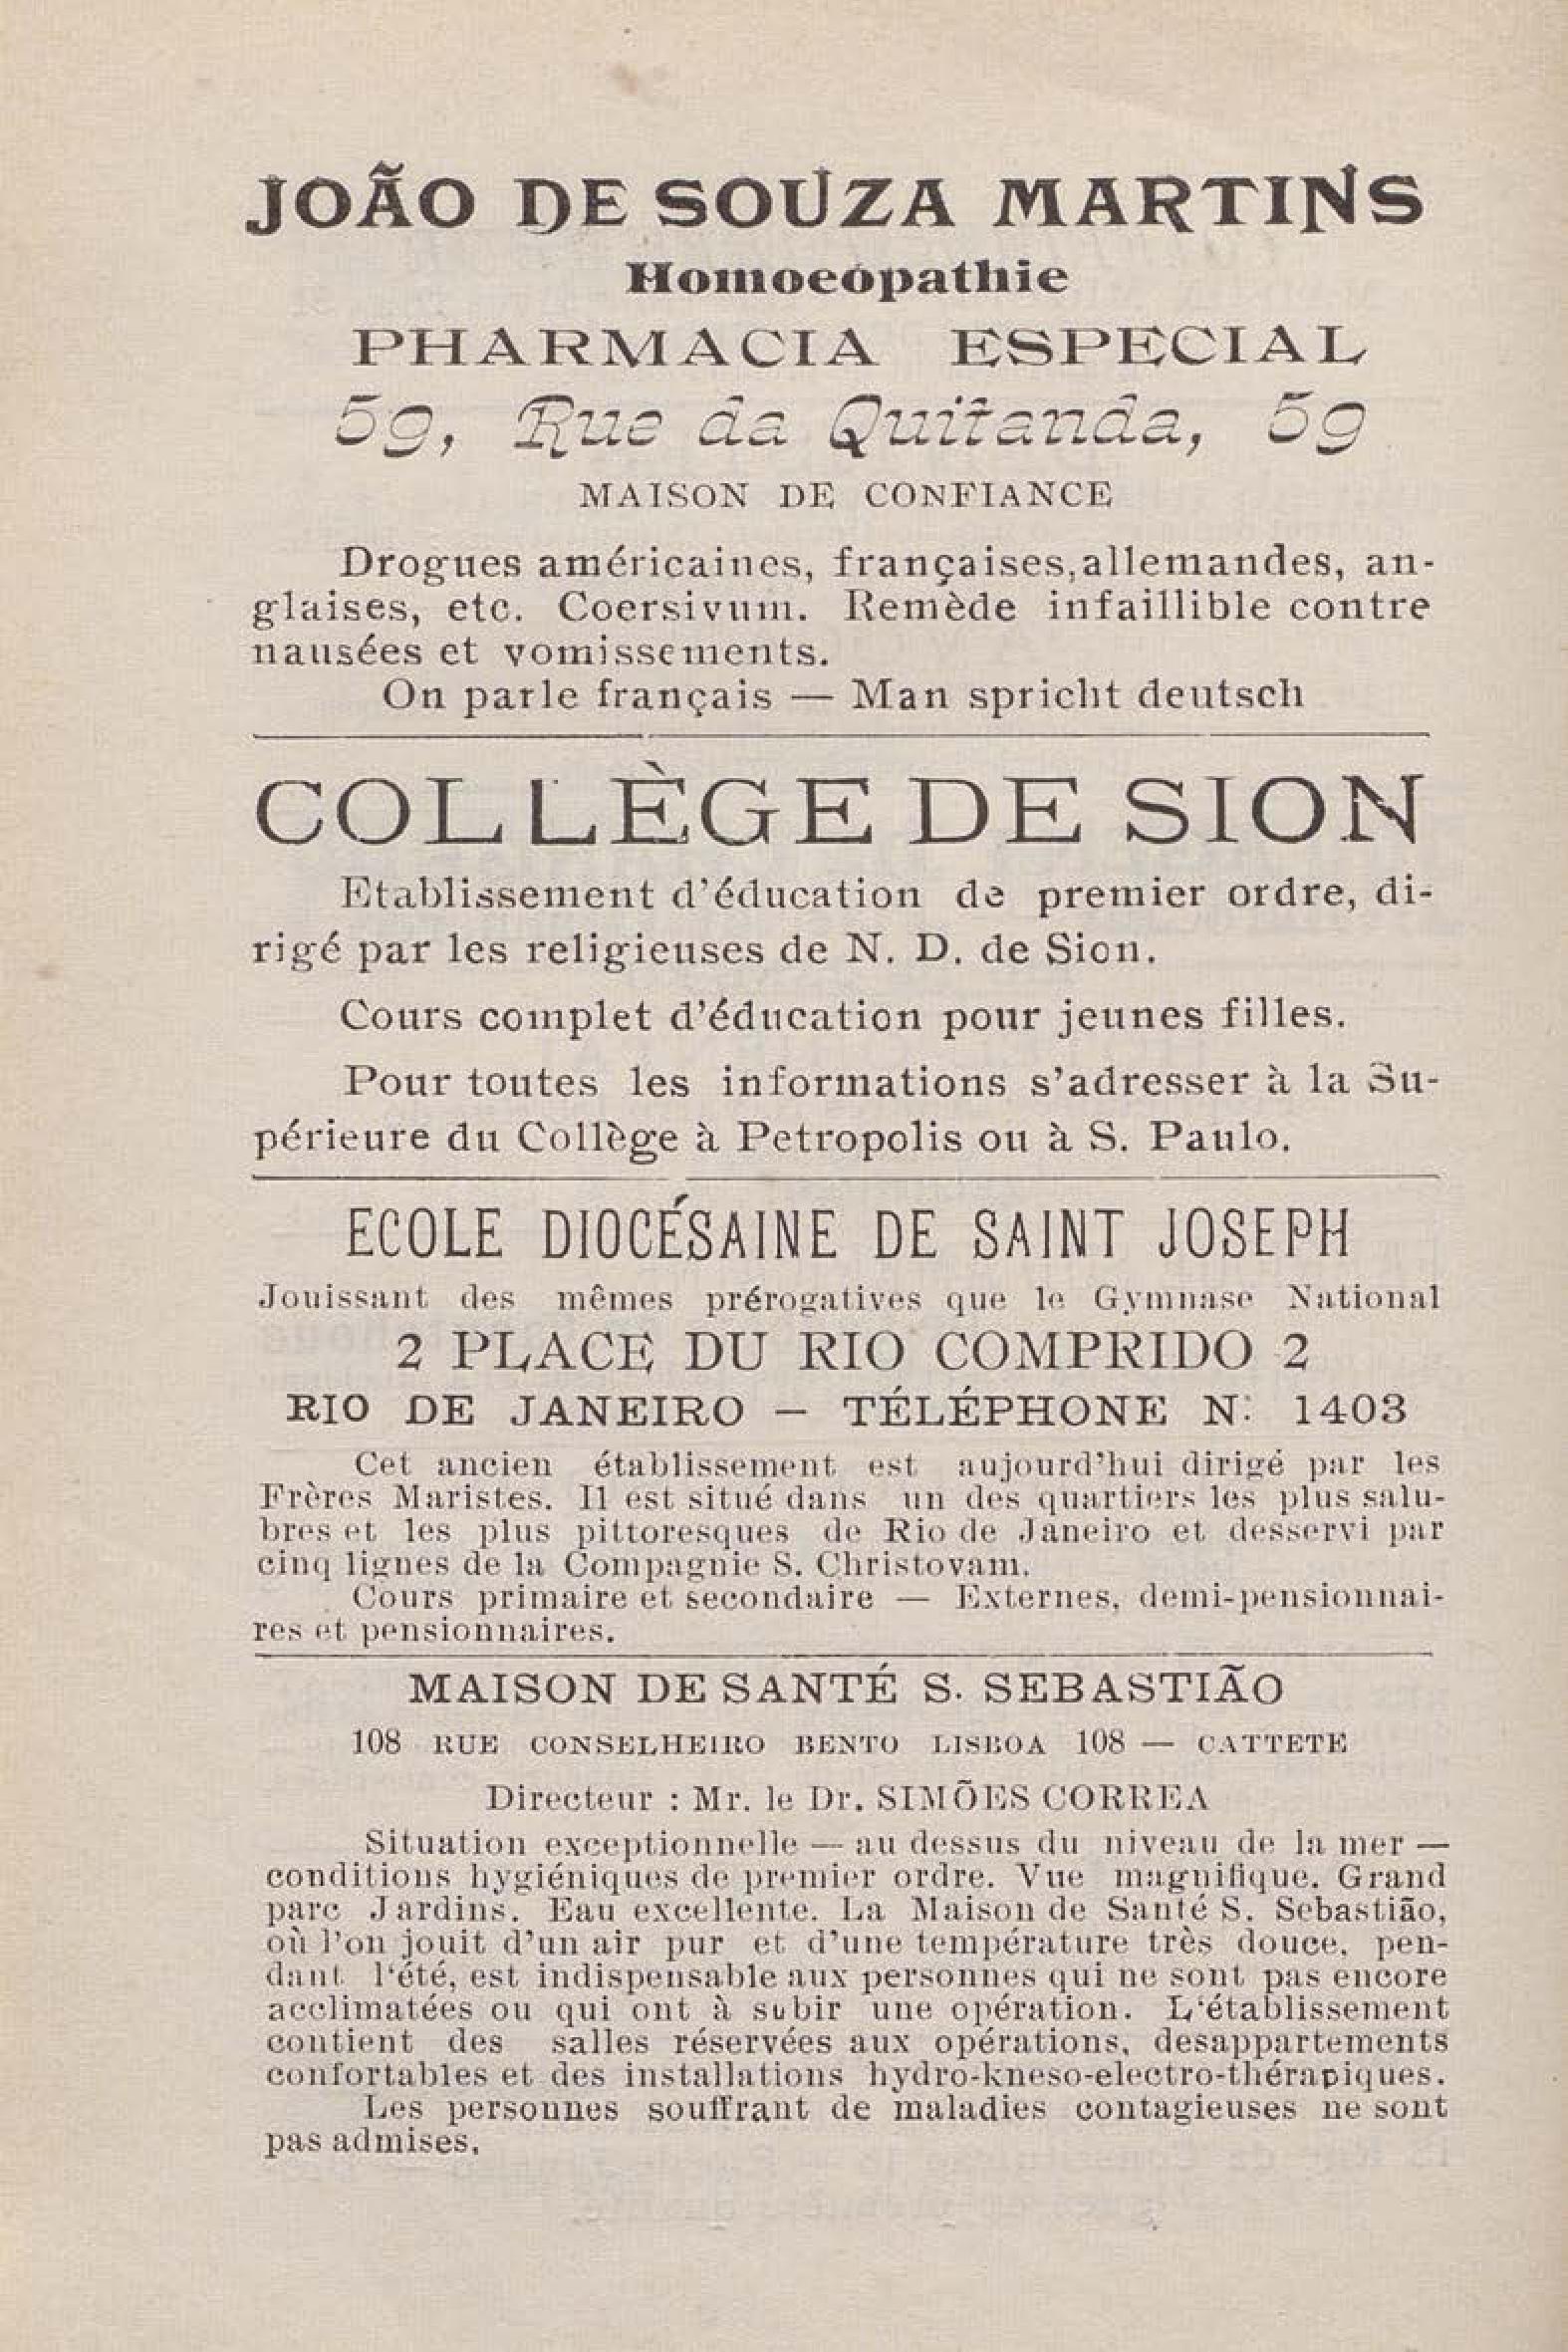 JOÃO DE SOUZA MARTINS
Homoeopathie
PHARMACIA ESPECIAL
59, Rue da Quitanda, 59
MAISON DE CONFIANCE
Drogues américaines, françaises,allemandes, an-
glaises, etc. Coersivum. Remède infaillible contre
nausées et vomissements.
On parle français — Man spricht deutsch
COLLÈGE DE SION
Etablissement d'éducation de premier ordre, di-
rigé par les religieuses de N. D. de Sion.
Cours complet d'éducation pour jeunes filles.
Pour toutes les informations s'adresser à la Su-
périeure du Collège à Petropolis ou à S. Paulo.
ECOLE DIOCÉSAINE DE SAINT JOSEPH
Jouissant des mêmes prérogatives que le Gymnase National
2 PLACE DU RIO COMPRIDO 2
RIO DE JANEIRO — TÉLÉPHONE N: 1403
Cet ancien établissement est aujourd'hui dirigé par les
Frères Maristes. Il est situé dans un des quartiers les plus salu-
bres et les plus pittoresques de Rio de Janeiro et desservi par
cinq lignes de la Compagnie S. Christovam.
Cours primaire et secondaire — Externes, demi-pensionnai-
res et pensionnaires.
MAISON DE SANTÉ S. SEBASTIÃO
108 RUE CONSELHEIRO BENTO LISBOA 108 — CATTETE
Directeur : Mr. le Dr. SIMÕES CORREA
Situation exceptionnelle — au dessus du niveau de la mer —
conditions hygiéniques de premier ordre. Vue magnifique. Grand
parc Jardins. Eau excellente. La Maison de Santé S. Sebastião,
où l'on jouit d'un air pur et d'une température très douce, pen-
dant l'été, est indispensable aux personnes qui ne sont pas encore
acclimatées ou qui ont à subir une opération. L'établissement
contient des salles réservées aux opérations, desappartements
confortables et des installations hydro-kneso-electro-thérapiques.
Les personnes souffrant de maladies contagieuses ne sont
pas admises.